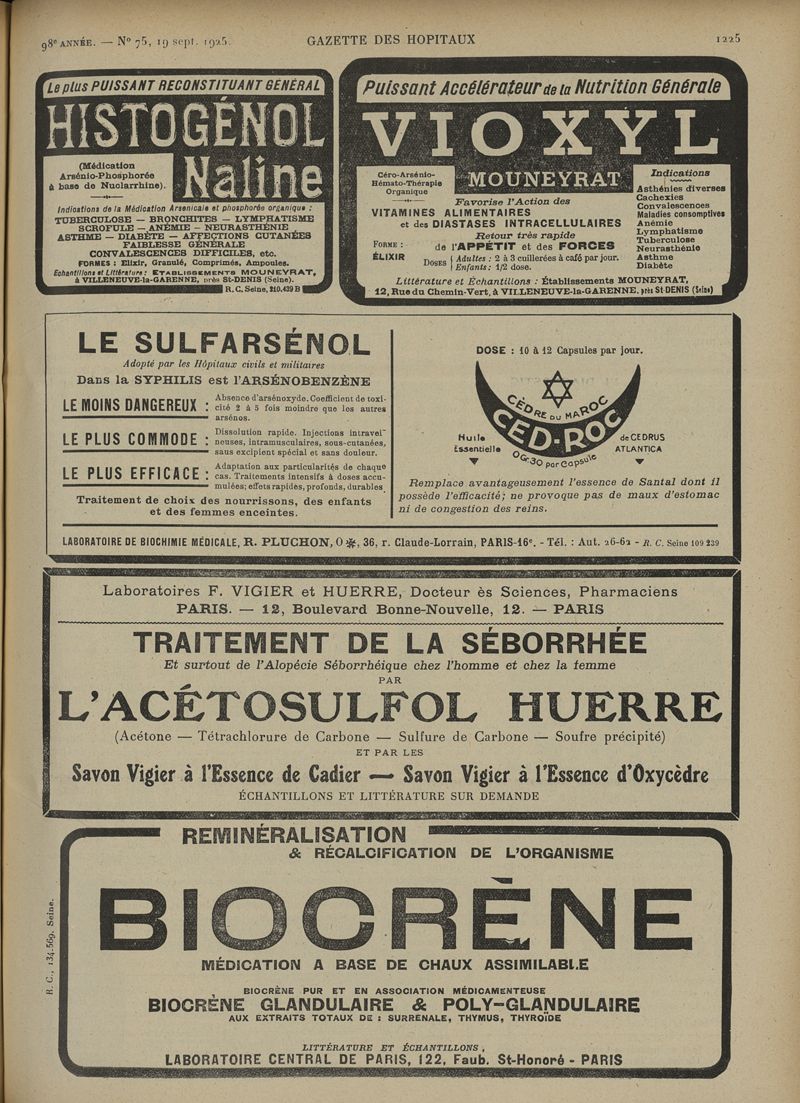 98e ANNÉE. — No 75, 19 sept. 1925.
GAZETTE DES HOPITAUX
1225
Le plus PUISSANT RECONSTITUANT GÉNÉRAL
HISTOGÉNOL
Naline
(Médication
Arsénio-Phosphorée
à base de Nuclarrhine).
Indications de la Médication Arsenicale et phosphorée organique :
TUBERCULOSE — BRONCHITES — LYMPHATISME
SCROFULE — ANÉMIE — NEURASTHÉNIE
ASTHME — DIABÈTE — AFFECTIONS CUTANÉES
FAIBLESSE GÉNÉRALE
CONVALESCENCES DIFFICILES, etc.
FORMES : Elixir, Granulé, Comprimés, Ampoules.
Échantillons et Littérature : ÉTABLISSEMENTS MOUNEYRAT,
à VILLENEUVE-la-GARENNE, près St-DENIS (Seine).
R.C. Seine, 210.439 B
Puissant Accélérateur de la Nutrition Générale
VIOXYL
MOUNEYRAT
Céro-Arsénio-
Hémato-Thérapie
Organique
Favorise l'Action des
VITAMINES ALIMENTAIRES
et des DIASTASES INTRACELLULAIRES
Retour très rapide
de l'APPÉTIT et des FORCES
FORME :
ÉLIXIR
DOSES { Adultes : 2 à 3 cuillerées à café par jour.
Enfants : 1/2 dose.
Indications
Asthénies diverses
Cachexies
Convalescences
Maladies consomptives
Anémie
Lymphatisme
Tuberculose
Neurasthénie
Asthme
Diabète
Littérature et Échantillons : Établissements MOUNEYRAT,
12, Rue du Chemin-Vert, à VILLENEUVE-la-GARENNE, près St-DENIS (Seine)
LE SULFARSÉNOL
Adopté par les Hôpitaux civils et militaires
Dans la SYPHILIS est l'ARSÉNOBENZÈNE
LE MOINS DANGEREUX : Absence d'arsénoxyde. Coefficient de toxi-
cité 2 à 5 fois moindre que les autres
arsénos.
LE PLUS COMMODE : Dissolution rapide. Injections intravei-
neuses, intramusculaires, sous-cutanées,
sans excipient spécial et sans douleur.
LE PLUS EFFICACE : Adaptation aux particularités de chaque
cas. Traitements intensifs à doses accu-
mulées; effets rapides, profonds, durables
Traitement de choix des nourrissons, des enfants
et des femmes enceintes.
DOSE : 10 à 12 Capsules par jour.
CÈDRE DU MAROC
CED-ROC
0 Gr 30 par Capsule
Huile
Essentielle
de CEDRUS
ATLANTICA
Remplace avantageusement l'essence de Santal dont il
possède l'efficacité; ne provoque pas de maux d'estomac
ni de congestion des reins.
LABORATOIRE DE BIOCHIMIE MÉDICALE, R. PLUCHON, O ✻, 36, r. Claude-Lorrain, PARIS-16e. - Tél. : Aut. 26-62 - R. C. Seine 109 239
Laboratoires F. VIGIER et HUERRE, Docteur ès Sciences, Pharmaciens
PARIS. — 12, Boulevard Bonne-Nouvelle, 12. — PARIS
TRAITEMENT DE LA SÉBORRHÉE
Et surtout de l'Alopécie Séborrhéique chez l'homme et chez la femme
PAR
L'ACÉTOSULFOL HUERRE
(Acétone — Tétrachlorure de Carbone — Sulfure de Carbone — Soufre précipité)
ET PAR LES
Savon Vigier à l'Essence de Cadier — Savon Vigier à l'Essence d'Oxycèdre
ÉCHANTILLONS ET LITTÉRATURE SUR DEMANDE
REMINÉRALISATION
& RÉCALCIFICATION DE L'ORGANISME
BIOCRÈNE
MÉDICATION A BASE DE CHAUX ASSIMILABLE
BIOCRÈNE PUR ET EN ASSOCIATION MÉDICAMENTEUSE
BIOCRÈNE GLANDULAIRE & POLY-GLANDULAIRE
AUX EXTRAITS TOTAUX DE : SURRENALE, THYMUS, THYROÏDE
LITTÉRATURE ET ÉCHANTILLONS,
LABORATOIRE CENTRAL DE PARIS, 122, Faub. St-Honoré - PARIS
R. C., 134.569, Seine.